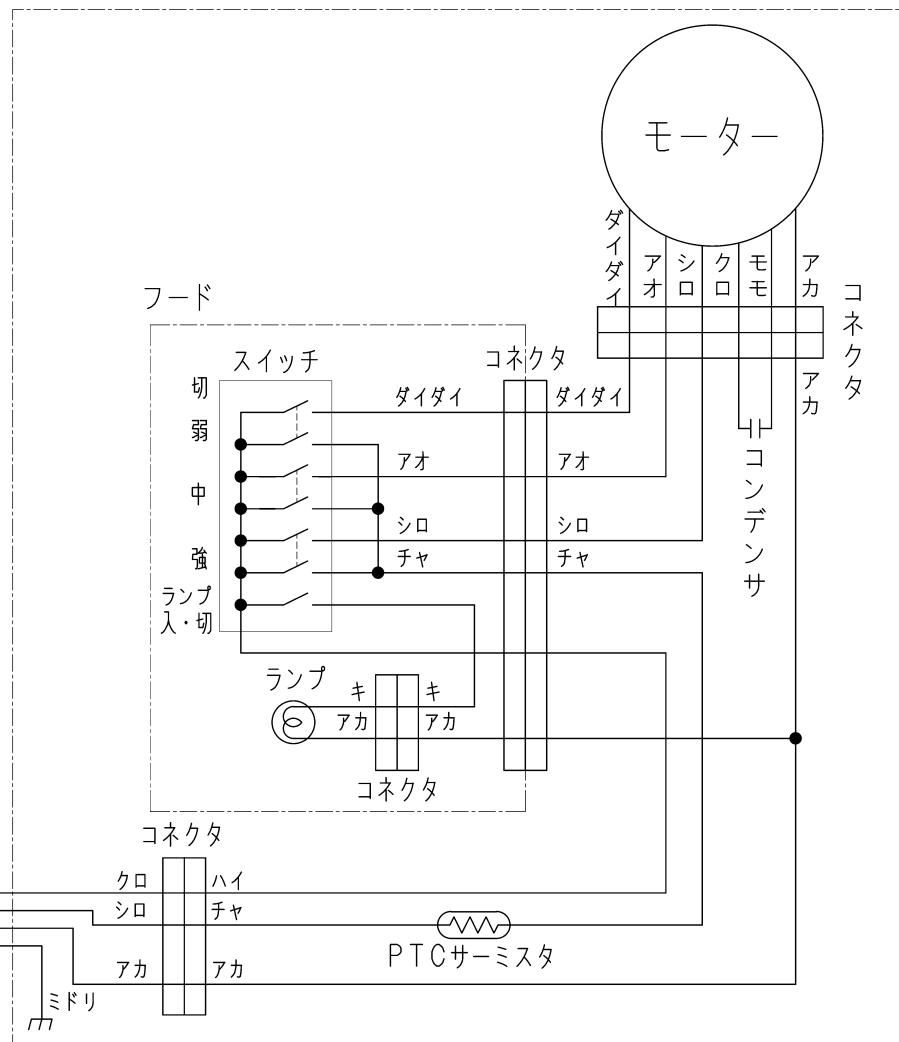 モーター
ダイダイ
アオ
シロ
クロ
モモ
アカ
コネクタ
アカ
コンデンサ
フード
スイッチ
コネクタ
切
弱
中
強
ランプ
入・切
ダイダイ
ダイダイ
アオ
アオ
シロ
シロ
チャ
チャ
ランプ
キ
キ
アカ
アカ
コネクタ
コネクタ
クロ
ハイ
シロ
チャ
PTCサーミスタ
アカ
アカ
ミドリ